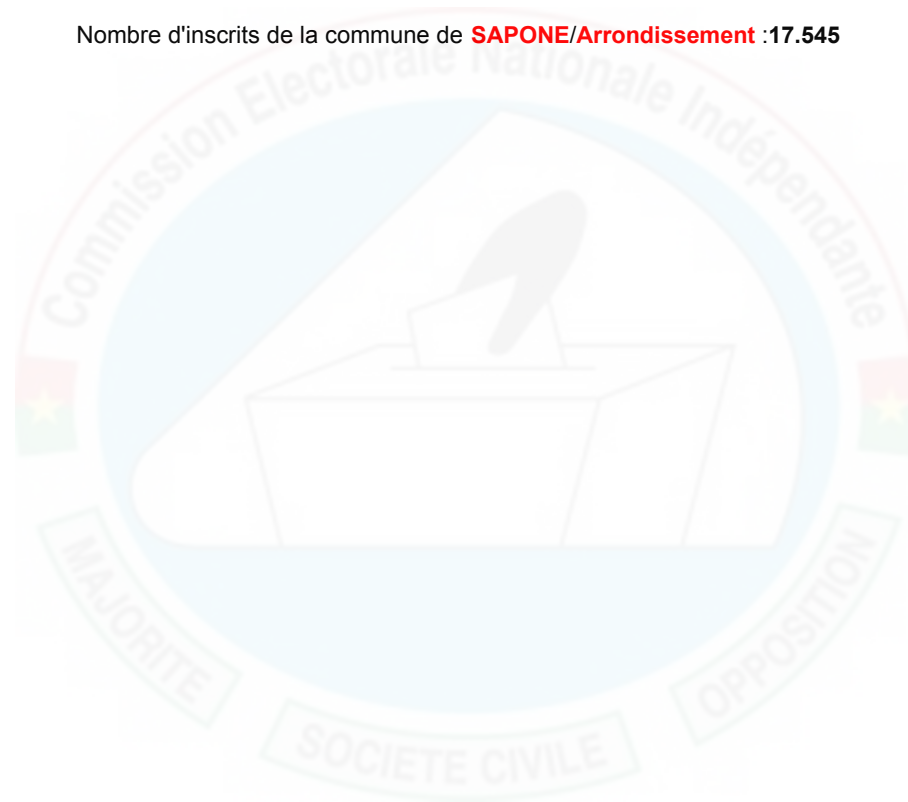 Nombre d'inscrits de la commune de SAPONE/Arrondissement :17.545
Commission Electorale Nationale Indépendante
MAJORITE
SOCIETE CIVILE
OPPOSITION